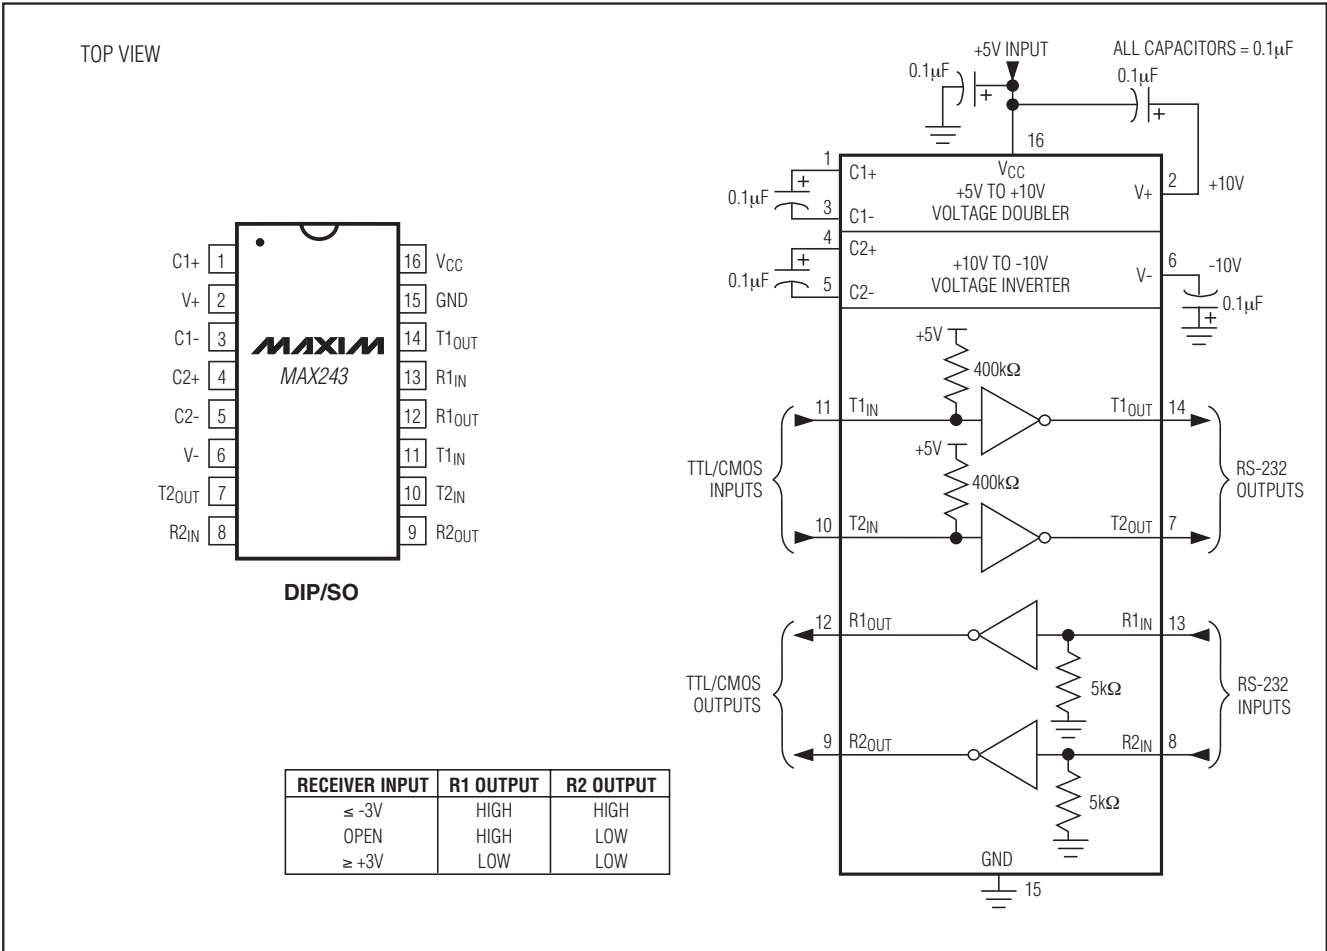 TOP VIEW
C1+ 1
V+ 2
C1- 3
C2+ 4
C2- 5
V- 6
T2OUT 7
R2IN 8
16 VCC
15 GND
14 T1OUT
13 R1IN
12 R1OUT
11 T1IN
10 T2IN
9 R2OUT
MAXIM
MAX243
DIP/SO
RECEIVER INPUT R1 OUTPUT R2 OUTPUT
≤ -3V HIGH HIGH
OPEN HIGH LOW
≥ +3V LOW LOW
+5V INPUT
ALL CAPACITORS = 0.1µF
0.1µF
+
0.1µF
+
16
VCC
+5V TO +10V
VOLTAGE DOUBLER
1
C1+
+
0.1µF
3
C1-
V+
2
+10V
4
C2+
+
0.1µF
5
C2-
+10V TO -10V
VOLTAGE INVERTER
V-
6
-10V
0.1µF
+
+5V
400kΩ
11 T1IN
T1OUT 14
+5V
400kΩ
TTL/CMOS
INPUTS
RS-232
OUTPUTS
10 T2IN
T2OUT 7
12 R1OUT
R1IN 13
5kΩ
TTL/CMOS
OUTPUTS
RS-232
INPUTS
9 R2OUT
R2IN 8
5kΩ
GND
15